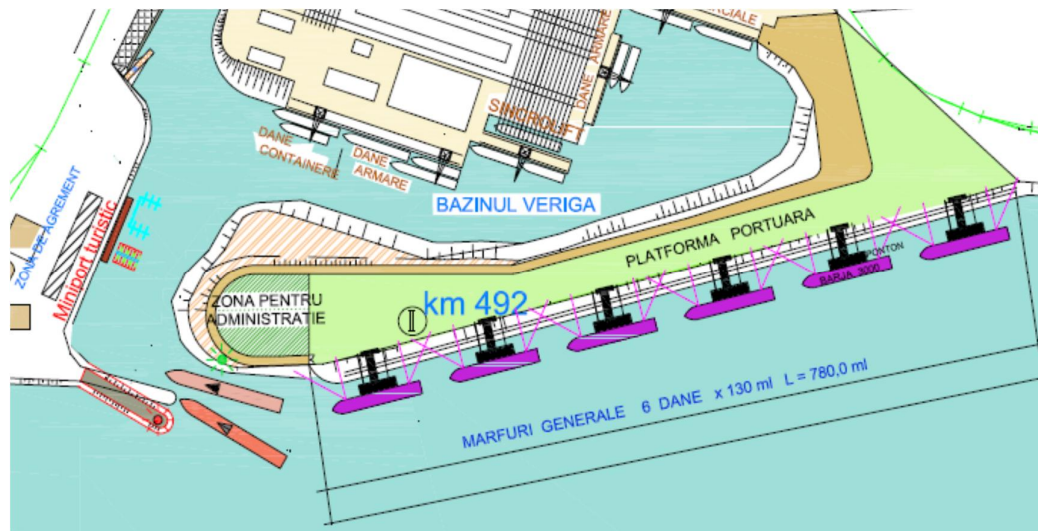 DANE ARMARE
SINCROLIFT
DANE
CONTAINERE
DANE
ARMARE
BAZINUL VERIGA
ZONA DE AGREMENT
Miniport turistic
PLATFORMA PORTUARA
PONTON
BARJA 3000
ZONA PENTRU
ADMINISTRATIE
km 492
II
MARFURI GENERALE 6 DANE x 130 ml L = 780,0 ml